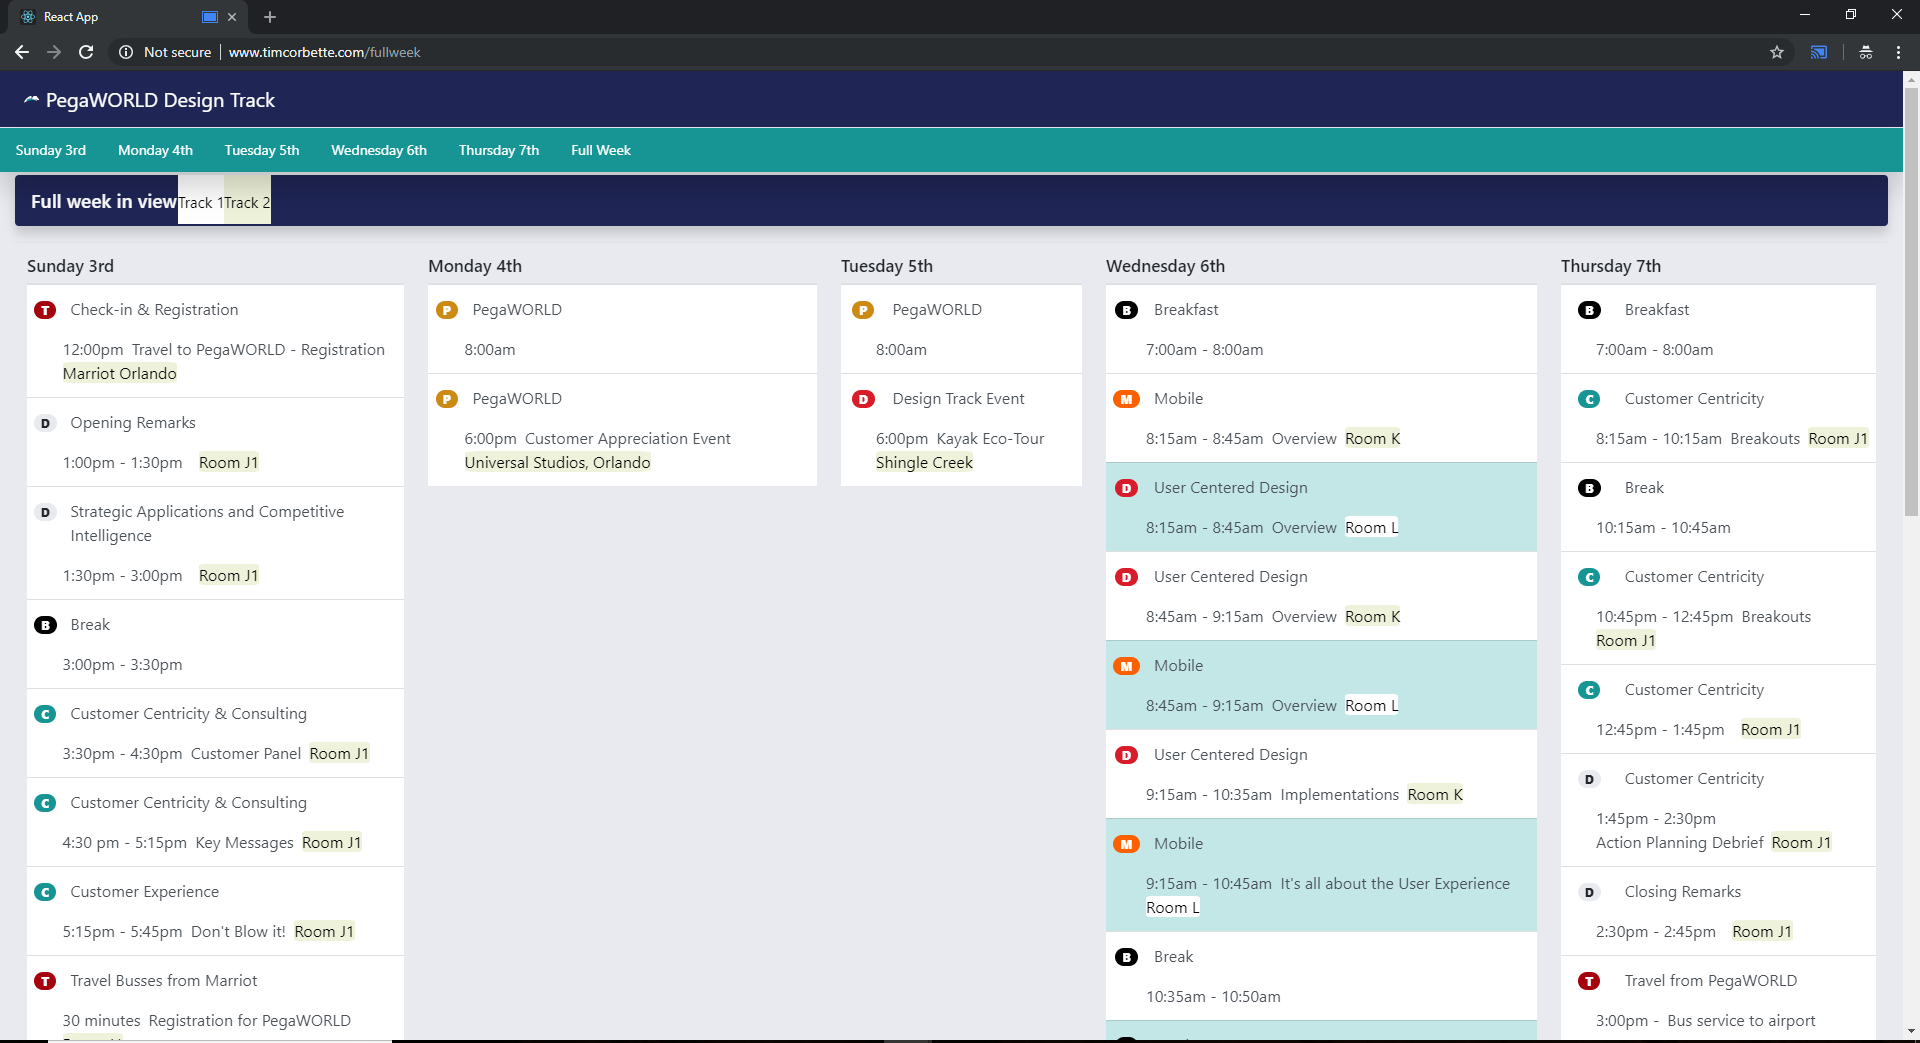 React App
Not secure
www.timcorbette.com/fullweek
PegaWORLD Design Track
Sunday 3rd Monday 4th Tuesday 5th Wednesday 6th Thursday 7th Full Week
Full week in view Track 1 Track 2
Sunday 3rd
T Check-in & Registration
12:00pm Travel to PegaWORLD - Registration
Marriot Orlando
D Opening Remarks
1:00pm - 1:30pm Room J1
D Strategic Applications and Competitive
Intelligence
1:30pm - 3:00pm Room J1
B Break
3:00pm - 3:30pm
C Customer Centricity & Consulting
3:30pm - 4:30pm Customer Panel Room J1
C Customer Centricity & Consulting
4:30 pm - 5:15pm Key Messages Room J1
C Customer Experience
5:15pm - 5:45pm Don't Blow it! Room J1
T Travel Busses from Marriot
30 minutes Registration for PegaWORLD
Monday 4th
P PegaWORLD
8:00am
P PegaWORLD
6:00pm Customer Appreciation Event
Universal Studios, Orlando
Tuesday 5th
P PegaWORLD
8:00am
D Design Track Event
6:00pm Kayak Eco-Tour
Shingle Creek
Wednesday 6th
B Breakfast
7:00am - 8:00am
M Mobile
8:15am - 8:45am Overview Room K
D User Centered Design
8:15am - 8:45am Overview Room L
D User Centered Design
8:45am - 9:15am Overview Room K
M Mobile
8:45am - 9:15am Overview Room L
D User Centered Design
9:15am - 10:35am Implementations Room K
M Mobile
9:15am - 10:45am It's all about the User Experience
Room L
B Break
10:35am - 10:50am
Thursday 7th
B Breakfast
7:00am - 8:00am
C Customer Centricity
8:15am - 10:15am Breakouts Room J1
B Break
10:15am - 10:45am
C Customer Centricity
10:45pm - 12:45pm Breakouts
Room J1
C Customer Centricity
12:45pm - 1:45pm Room J1
D Customer Centricity
1:45pm - 2:30pm
Action Planning Debrief Room J1
D Closing Remarks
2:30pm - 2:45pm Room J1
T Travel from PegaWORLD
3:00pm - Bus service to airport